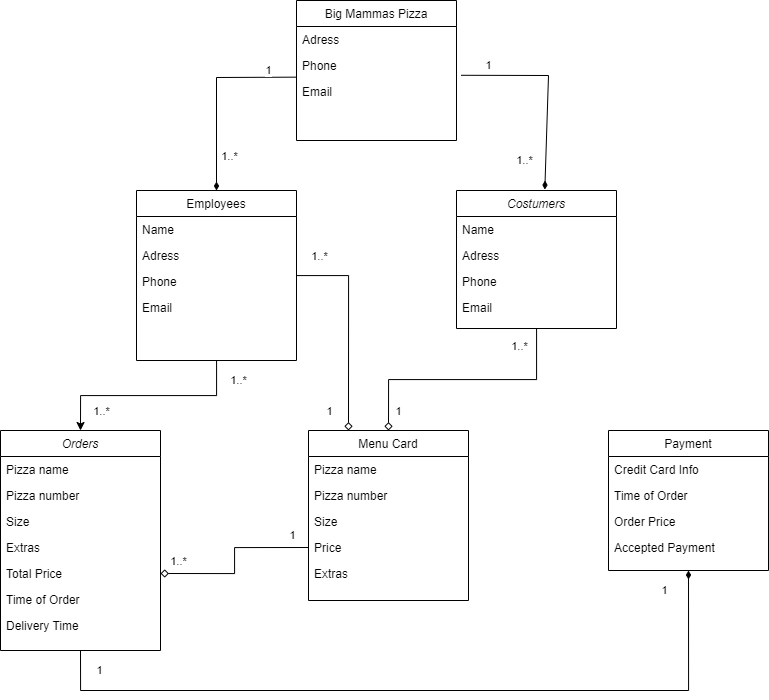 Big Mammas Pizza
Adress
Phone
Email
1
1
1..*
1..*
Employees
Name
Adress
Phone
Email
Costumers
Name
Adress
Phone
Email
1..*
1..*
1..*
1..*
1
1
Orders
Pizza name
Pizza number
Size
Extras
Total Price
Time of Order
Delivery Time
Menu Card
Pizza name
Pizza number
Size
Price
Extras
Payment
Credit Card Info
Time of Order
Order Price
Accepted Payment
1..*
1
1
1